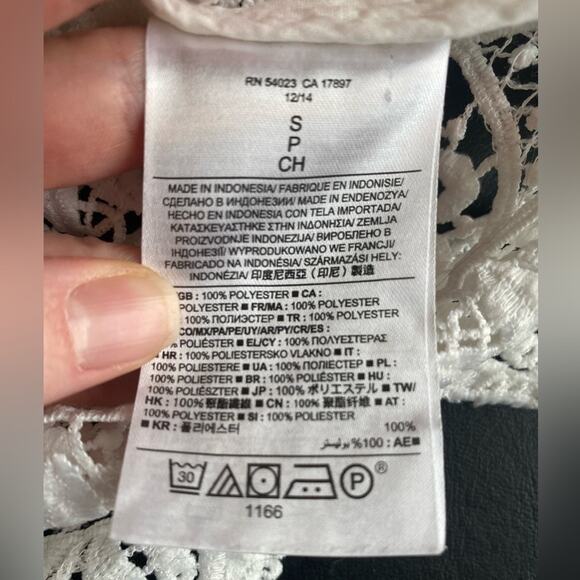 RN 54023 CA 17897
12/14
S
P
CH
MADE IN INDONESIA/ FABRIQUE EN INDONISIE/
СДЕЛАНО В ИНДОНЕЗИИ/ MADE IN ENDENOZYA/
HECHO EN INDONESIA CON TELA IMPORTADA/
ΚΑΤΑΣΚΕΥΑΣΤΗΚΕ ΣΤΗΝ ΙΝΔΟΝΗΣΙΑ/ ZEMLJA
PROIZVODNJE INDONEZIJA/ ВИРОБЛЕНО В
ІНДОНЕЗІЇ/ WYPRODUKOWANO WE FRANCJI/
FABRICADO NA INDONÉSIA/ SZÁRMAZÁSI HELY:
INDONÉZIA/ 印度尼西亞 (印尼) 製造
GB: 100% POLYESTER ■ CA :
POLYESTER ■ FR/MA : 100% POLYESTER
: 100% ПОЛИЭСТЕР ■ TR : 100% POLYESTER
CO/MX/PA/PE/UY/AR/PY/CR/ES :
POLIÉSTER ■ EL/CY : 100% ΠΟΛΥΕΣΤΕΡΑΣ
HR : 100% POLIESTERSKO VLAKNO ■ IT :
POLIESTERE ■ UA : 100% ПОЛІЕСТЕР ■ PL :
POLIESTER ■ BR : 100% POLIÉSTER ■ HU :
POLIÉSZTER ■ JP : 100% ポリエステル ■ TW/
HK : 100% 聚酯纖維 ■ CN : 100% 聚酯纤维 ■ AT :
100% POLYESTER ■ SI : 100% POLIESTER
■ KR : 폴리에스터 100%
AE : 100% بوليستر ■
30 P ®
1166